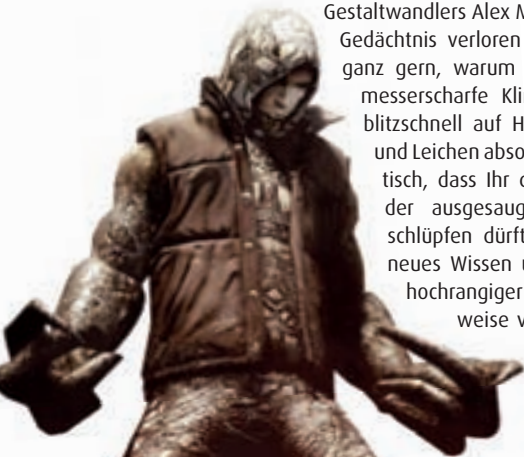 Gestaltwandlers Alex M
Gedächtnis verloren
ganz gern, warum
messerscharfe Kli
blitzschnell auf H
und Leichen abso
tisch, dass Ihr d
der ausgesaug
schlüpfen dürft
neues Wissen u
hochrangiger
weise v